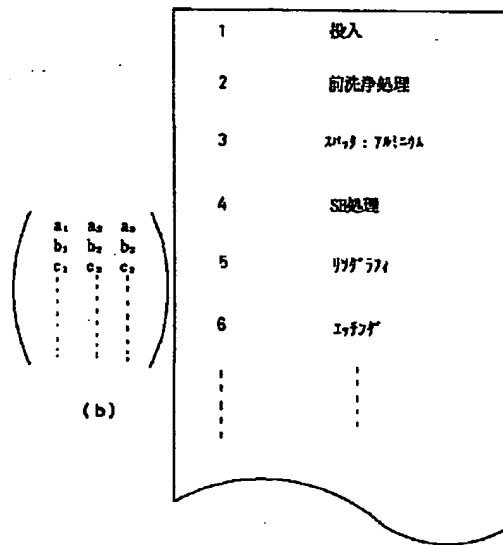 1 投入
2 前洗浄処理
3 スパッタ：アルミニウム
4 SH処理
5 リソグラフィ
6 エッチング
a₁ a₂ a₃
b₁ b₂ b₃
c₁ c₂ c₃
(b)